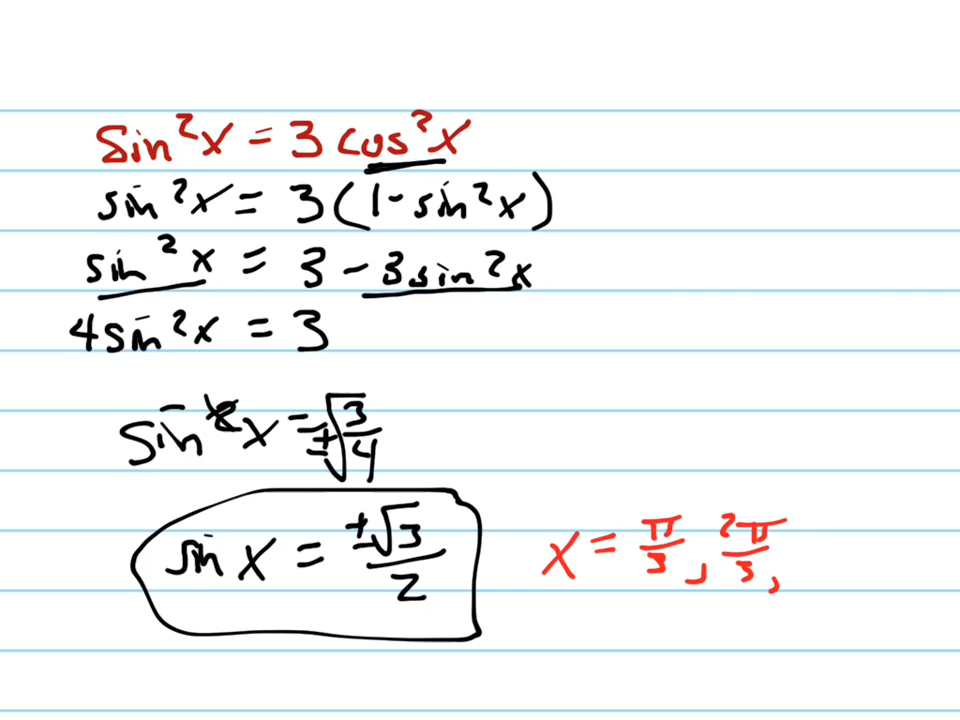 sin²x = 3 cos²x
sin²x = 3(1 - sin²x)
sin²x = 3 - 3sin²x
4sin²x = 3
sin x = ±√(3/4)
sin x = ±√3/2
x = π/3, 2π/3,